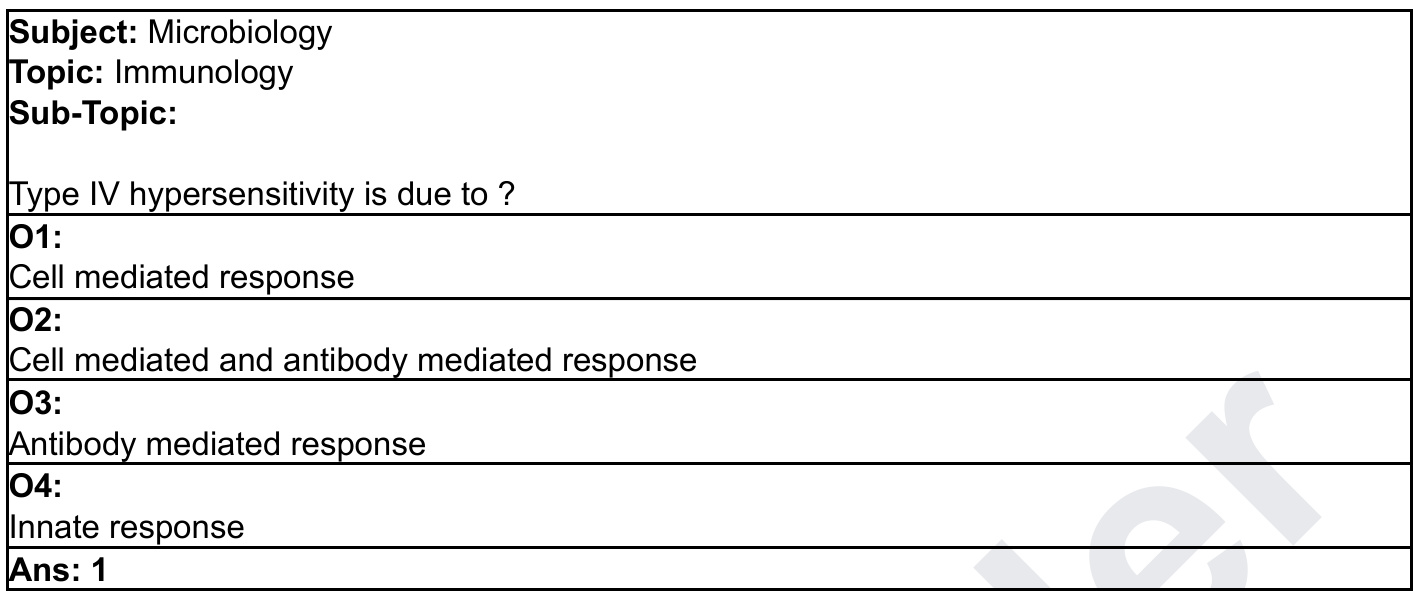 Subject: Microbiology
Topic: Immunology
Sub-Topic:
Type IV hypersensitivity is due to ?
O1:
Cell mediated response
O2:
Cell mediated and antibody mediated response
O3:
Antibody mediated response
O4:
Innate response
Ans: 1